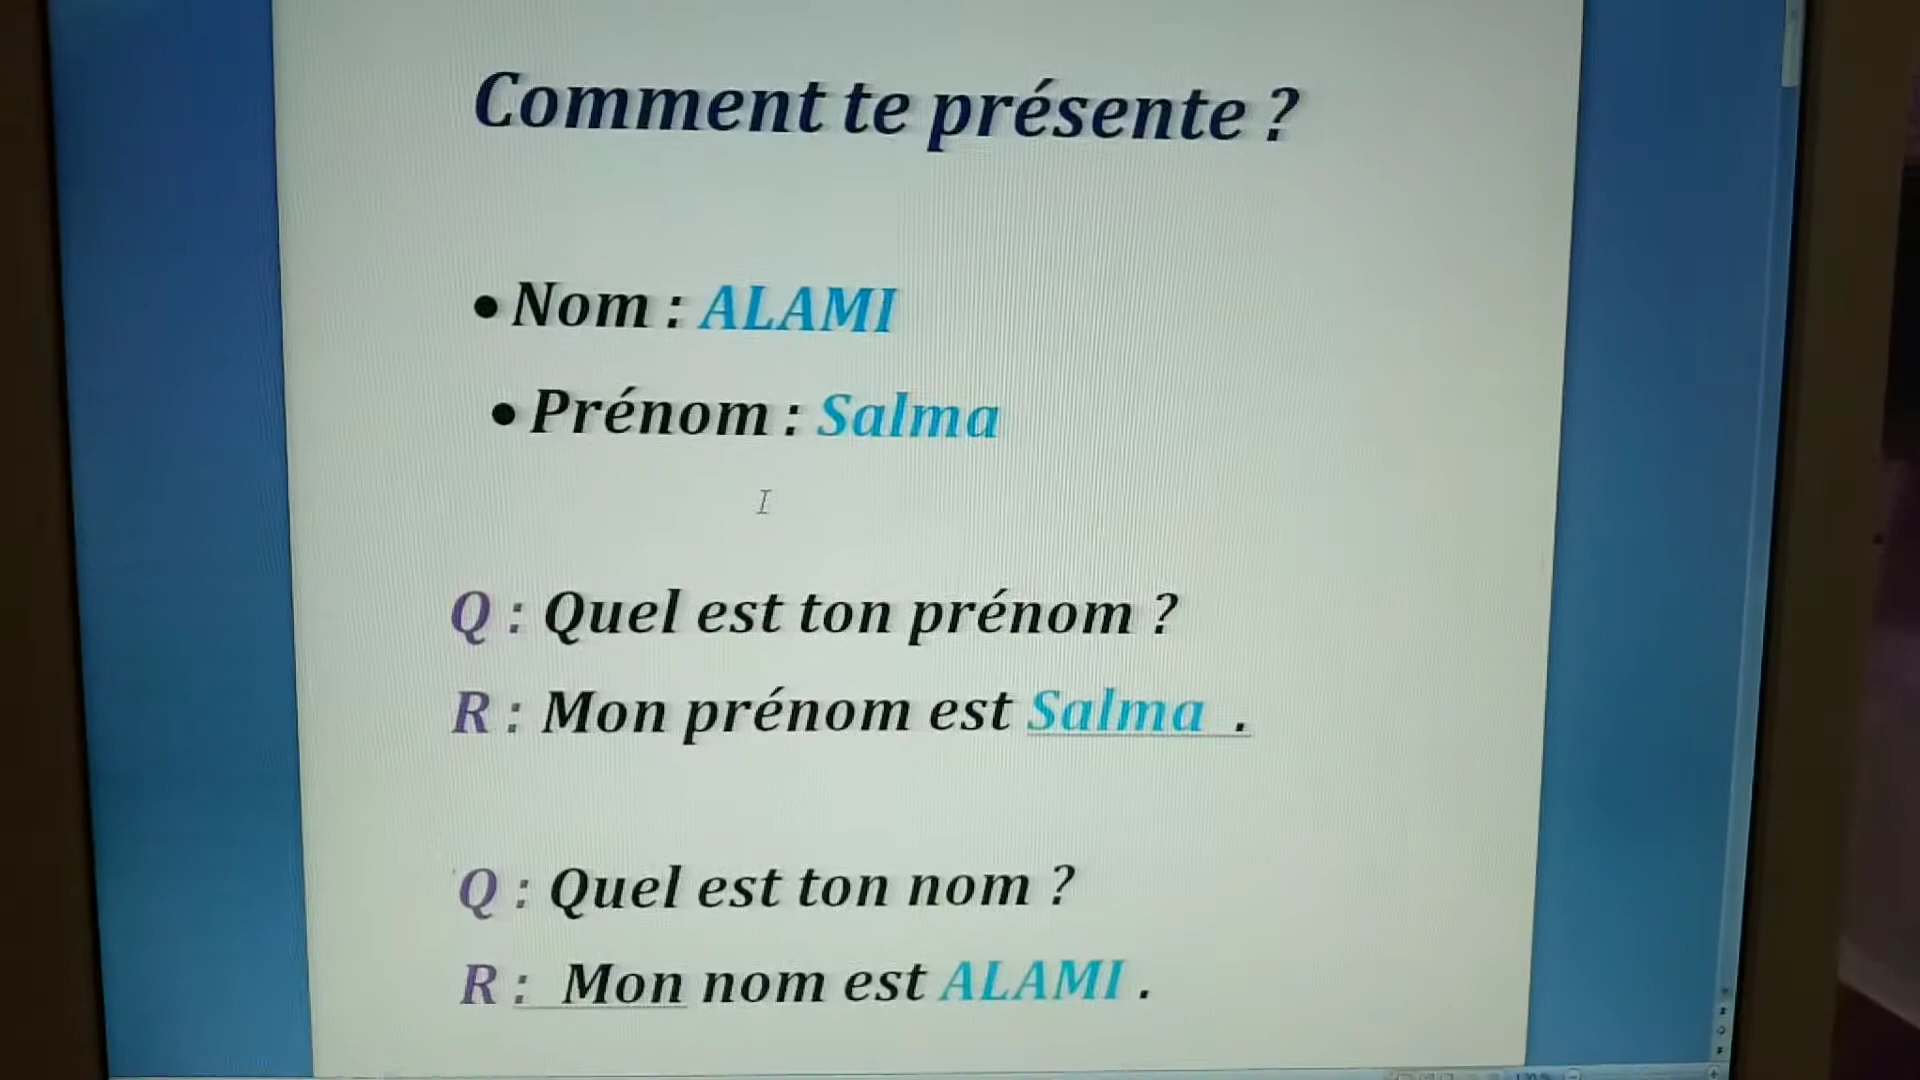 Comment te présente ?
• Nom : ALAMI
• Prénom : Salma
Q : Quel est ton prénom ?
R : Mon prénom est Salma .
Q : Quel est ton nom ?
R : Mon nom est ALAMI .